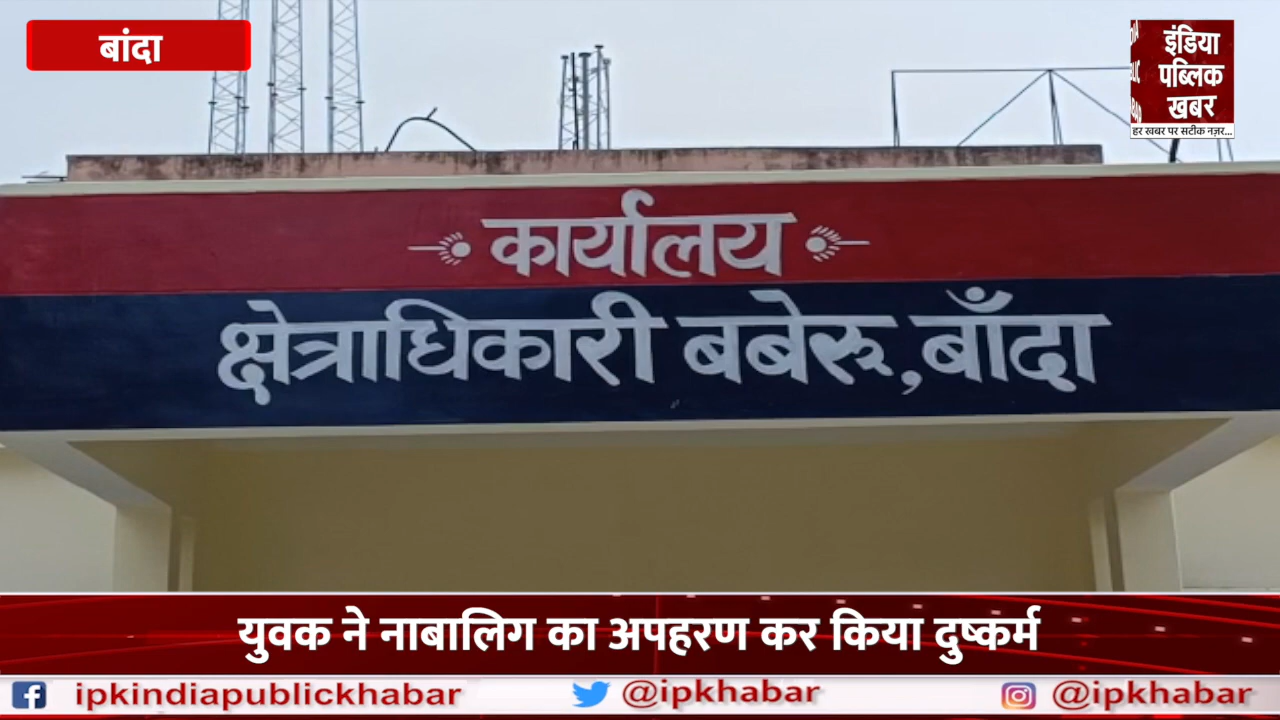 बांदा
इंडिया
पब्लिक
खबर
हर खबर पर सटीक नज़र...
कार्यालय
क्षेत्राधिकारी बबेरु, बाँदा
युवक ने नाबालिग का अपहरण कर किया दुष्कर्म
ipkindiapublickhabar @ipkhabar @ipkhabar